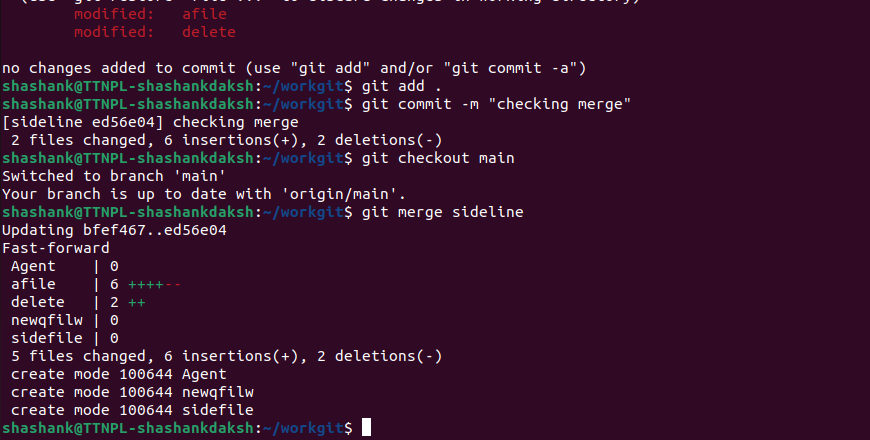 modified:   afile
modified:   delete
no changes added to commit (use "git add" and/or "git commit -a")
shashank@TTNPL-shashankdaksh:~/workgit$ git add .
shashank@TTNPL-shashankdaksh:~/workgit$ git commit -m "checking merge"
[sideline ed56e04] checking merge
 2 files changed, 6 insertions(+), 2 deletions(-)
shashank@TTNPL-shashankdaksh:~/workgit$ git checkout main
Switched to branch 'main'
Your branch is up to date with 'origin/main'.
shashank@TTNPL-shashankdaksh:~/workgit$ git merge sideline
Updating bfef467..ed56e04
Fast-forward
 Agent    | 0
 afile    | 6 ++++--
 delete   | 2 ++
 newqfilw | 0
 sidefile | 0
 5 files changed, 6 insertions(+), 2 deletions(-)
 create mode 100644 Agent
 create mode 100644 newqfilw
 create mode 100644 sidefile
shashank@TTNPL-shashankdaksh:~/workgit$